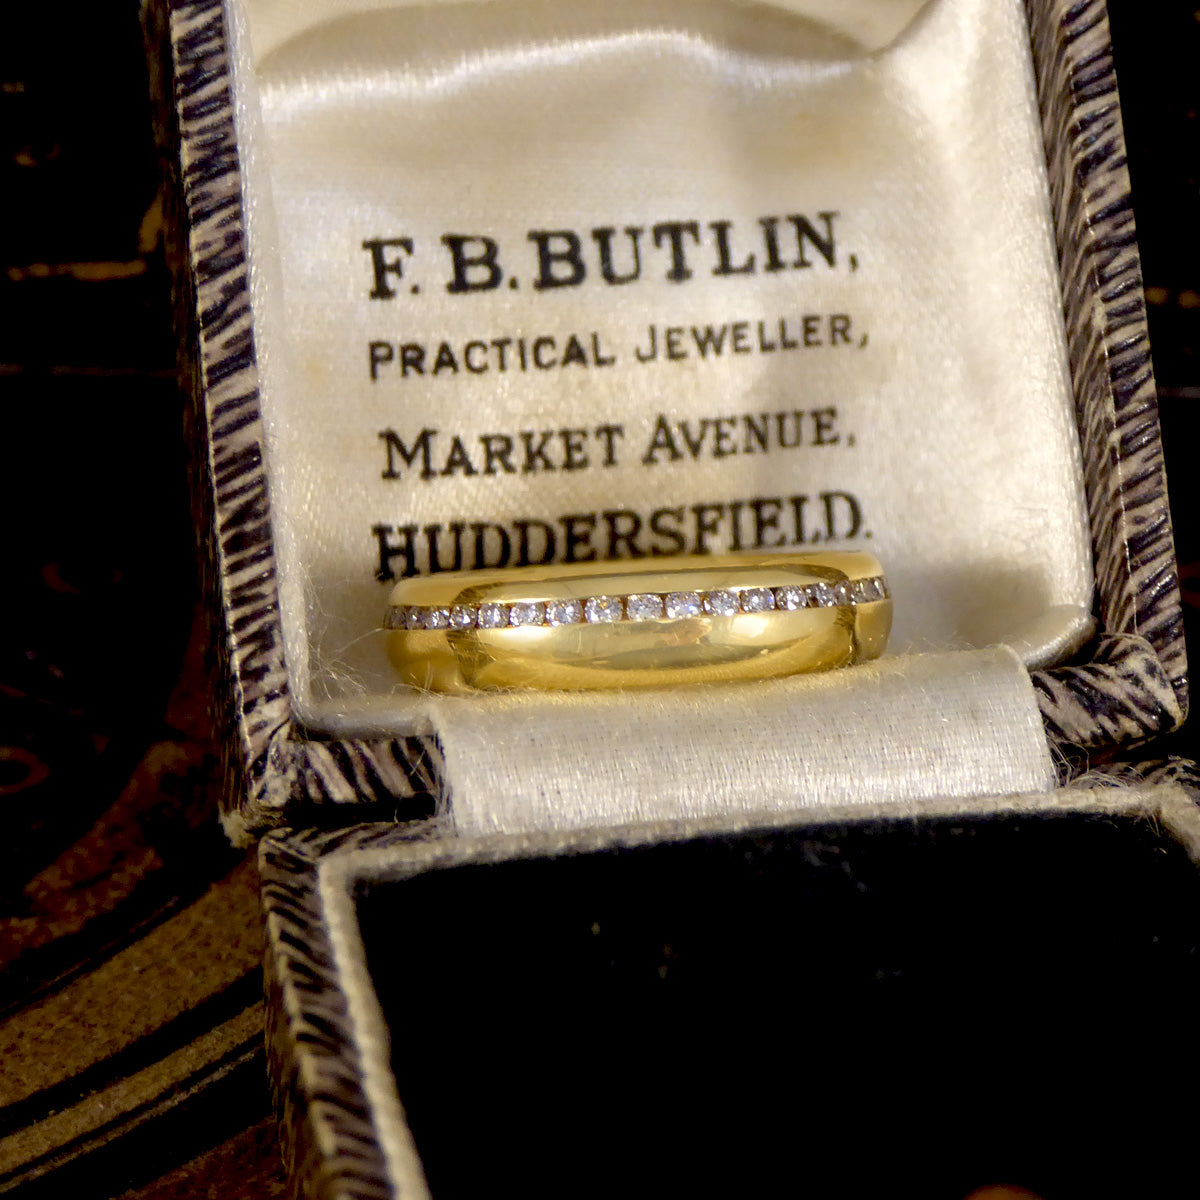 F. B. BUTLIN,
PRACTICAL JEWELLER,
MARKET AVENUE,
HUDDERSFIELD.